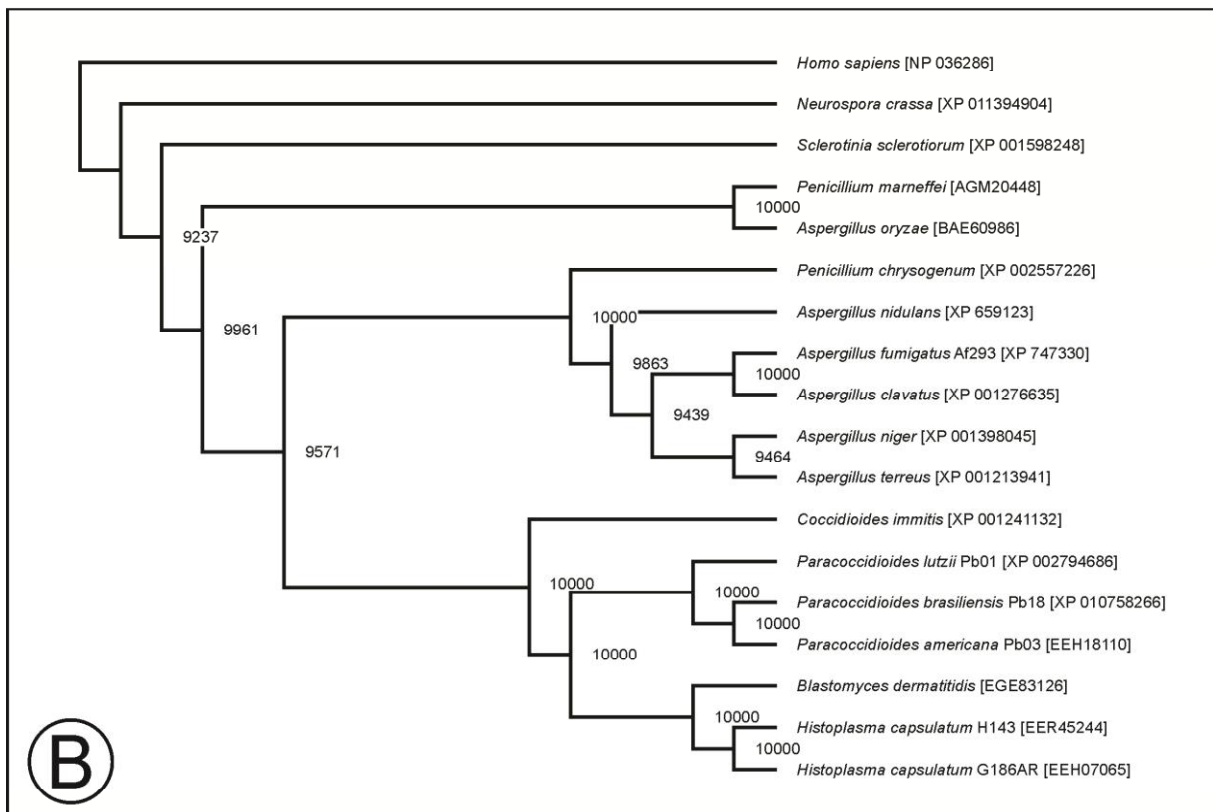 Homo sapiens [NP 036286]
Neurospora crassa [XP 011394904]
Sclerotinia sclerotiorum [XP 001598248]
Penicillium marneffei [AGM20448]
10000
Aspergillus oryzae [BAE60986]
9237
Penicillium chrysogenum [XP 002557226]
Aspergillus nidulans [XP 659123]
10000
9961
Aspergillus fumigatus Af293 [XP 747330]
9863
10000
Aspergillus clavatus [XP 001276635]
9439
Aspergillus niger [XP 001398045]
9571
9464
Aspergillus terreus [XP 001213941]
Coccidioides immitis [XP 001241132]
Paracoccidioides lutzii Pb01 [XP 002794686]
10000
10000
Paracoccidioides brasiliensis Pb18 [XP 010758266]
10000
Paracoccidioides americana Pb03 [EEH18110]
10000
Blastomyces dermatitidis [EGE83126]
10000
Histoplasma capsulatum H143 [EER45244]
10000
Histoplasma capsulatum G186AR [EEH07065]
B